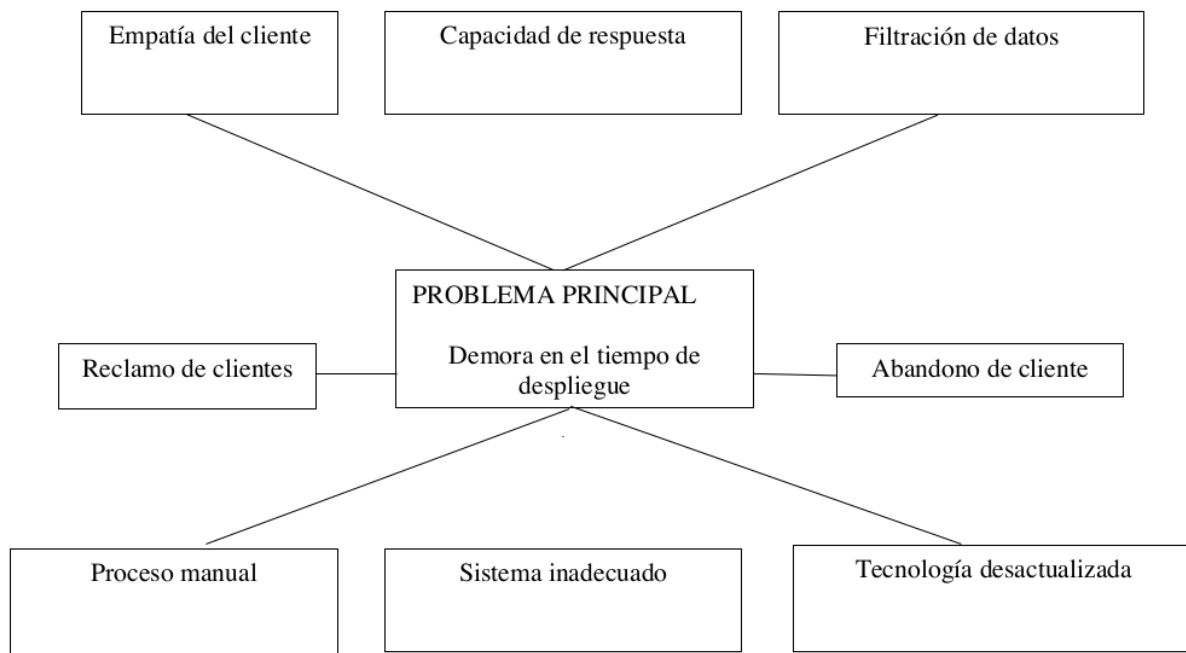 Empatía del cliente
Capacidad de respuesta
Filtración de datos
PROBLEMA PRINCIPAL
Demora en el tiempo de
despliegue
Reclamo de clientes
Abandono de cliente
Proceso manual
Sistema inadecuado
Tecnología desactualizada